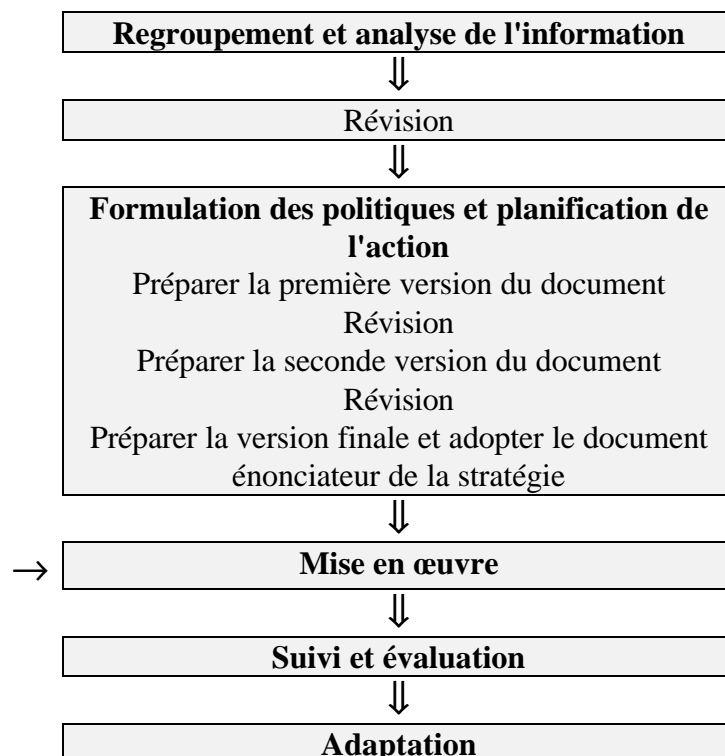 Regroupement et analyse de l'information
⇓
Révision
⇓
Formulation des politiques et planification de
l'action
Préparer la première version du document
Révision
Préparer la seconde version du document
Révision
Préparer la version finale et adopter le document
énonciateur de la stratégie
⇓
→ Mise en œuvre
⇓
Suivi et évaluation
⇓
Adaptation